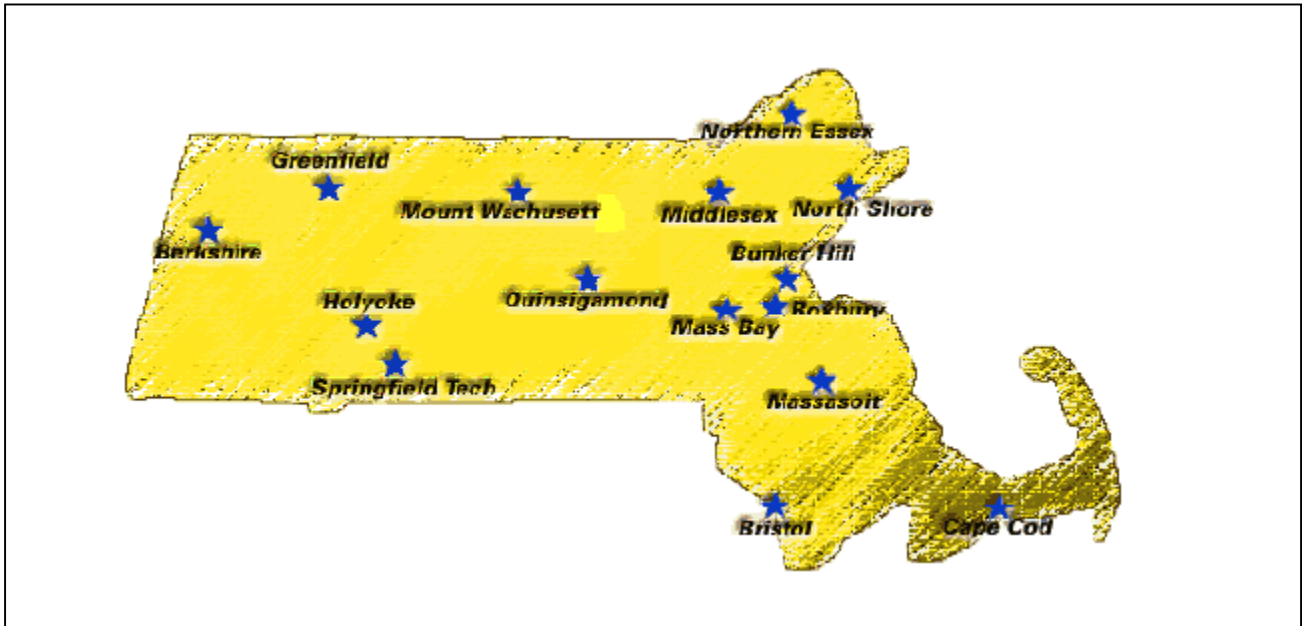 Northern Essex
Greenfield
Mount Wachusett
Middlesex
North Shore
Berkshire
Bunker Hill
Holyoke
Quinsigamond
Roxbury
Mass Bay
Springfield Tech
Massasoit
Bristol
Cape Cod